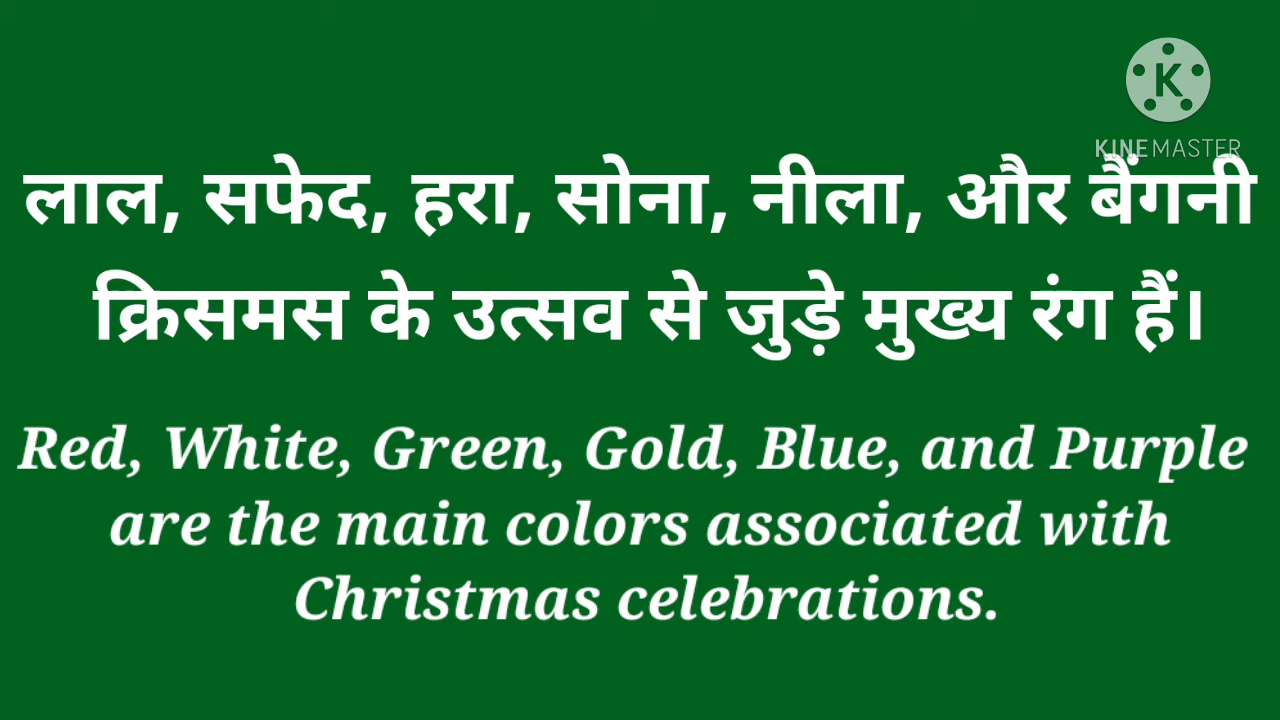 KINEMASTER
लाल, सफेद, हरा, सोना, नीला, और बैंगनी
क्रिसमस के उत्सव से जुड़े मुख्य रंग हैं।
Red, White, Green, Gold, Blue, and Purple
are the main colors associated with
Christmas celebrations.